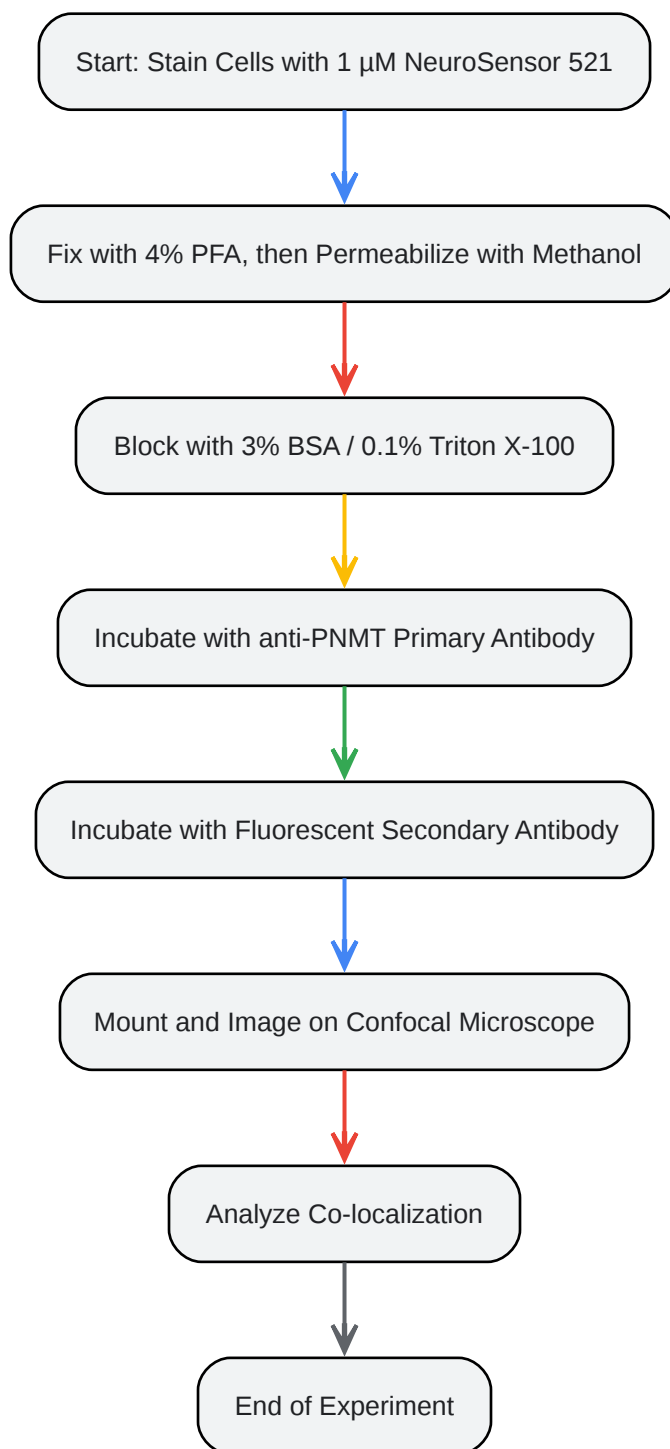 Start: Stain Cells with 1 µM NeuroSensor 521
Fix with 4% PFA, then Permeabilize with Methanol
Block with 3% BSA / 0.1% Triton X-100
Incubate with anti-PNMT Primary Antibody
Incubate with Fluorescent Secondary Antibody
Mount and Image on Confocal Microscope
Analyze Co-localization
End of Experiment